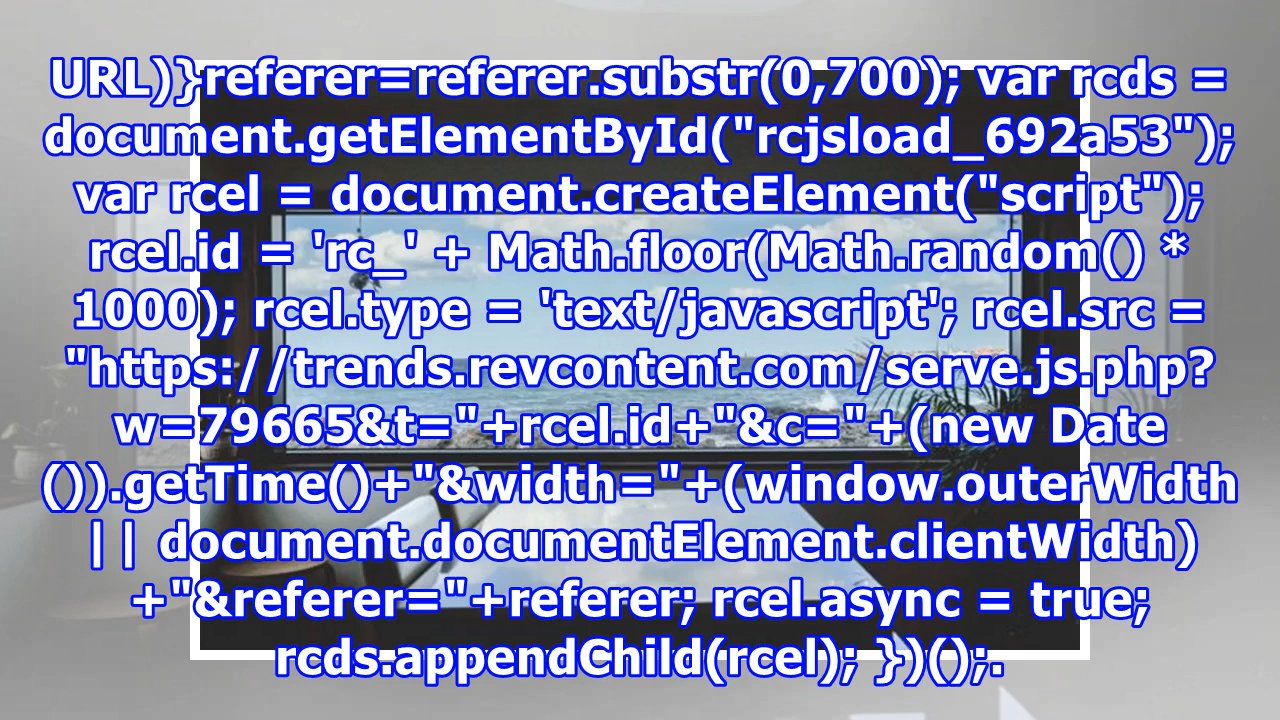 URL)}referer=referer.substr(0,700); var rcds =
document.getElementById("rcjsload_692a53");
var rcel = document.createElement("script");
rcel.id = 'rc_' + Math.floor(Math.random() *
1000); rcel.type = 'text/javascript'; rcel.src =
"https://trends.revcontent.com/serve.js.php?
w=79665&t="+rcel.id+"&c="+(new Date
()).getTime()+"&width="+(window.outerWidth
|| document.documentElement.clientWidth)
+"&referer="+referer; rcel.async = true;
rcds.appendChild(rcel); })();.